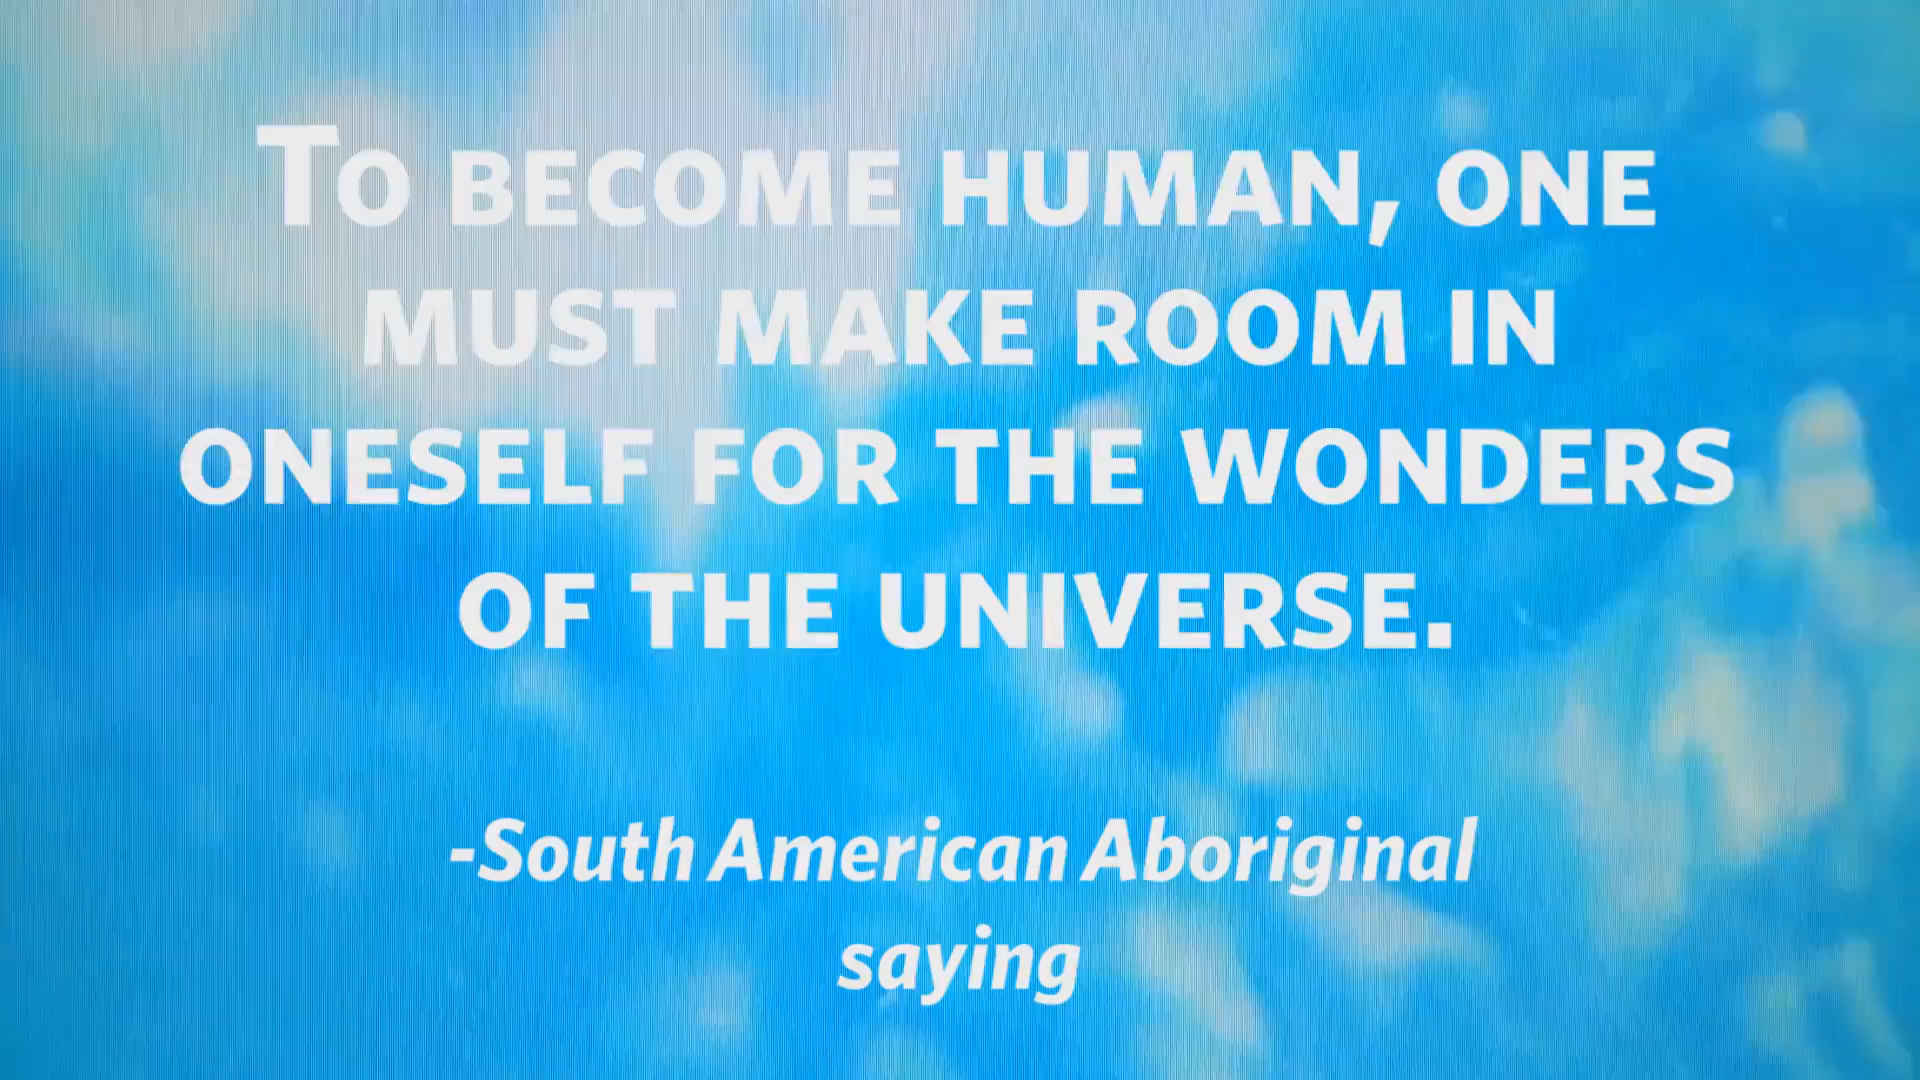 To become human, one
must make room in
oneself for the wonders
of the universe.
-South American Aboriginal
saying